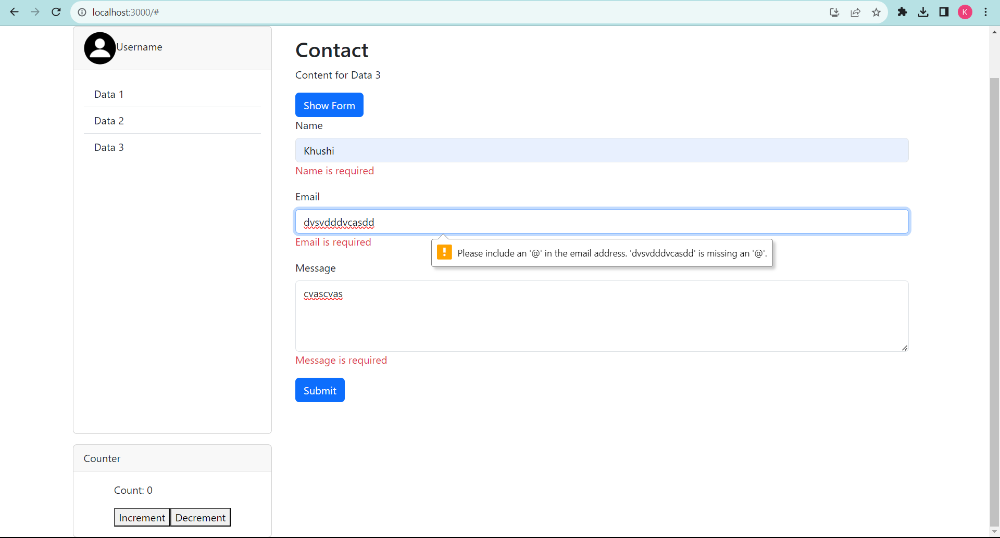 localhost:3000/#
K
Username
Data 1
Data 2
Data 3
Contact
Content for Data 3
Show Form
Name
Khushi
Name is required
Email
dvsvdddvcasdd
Email is required
Please include an '@' in the email address. 'dvsvdddvcasdd' is missing an '@'.
Message
cvascvas
Message is required
Submit
Counter
Count: 0
Increment Decrement